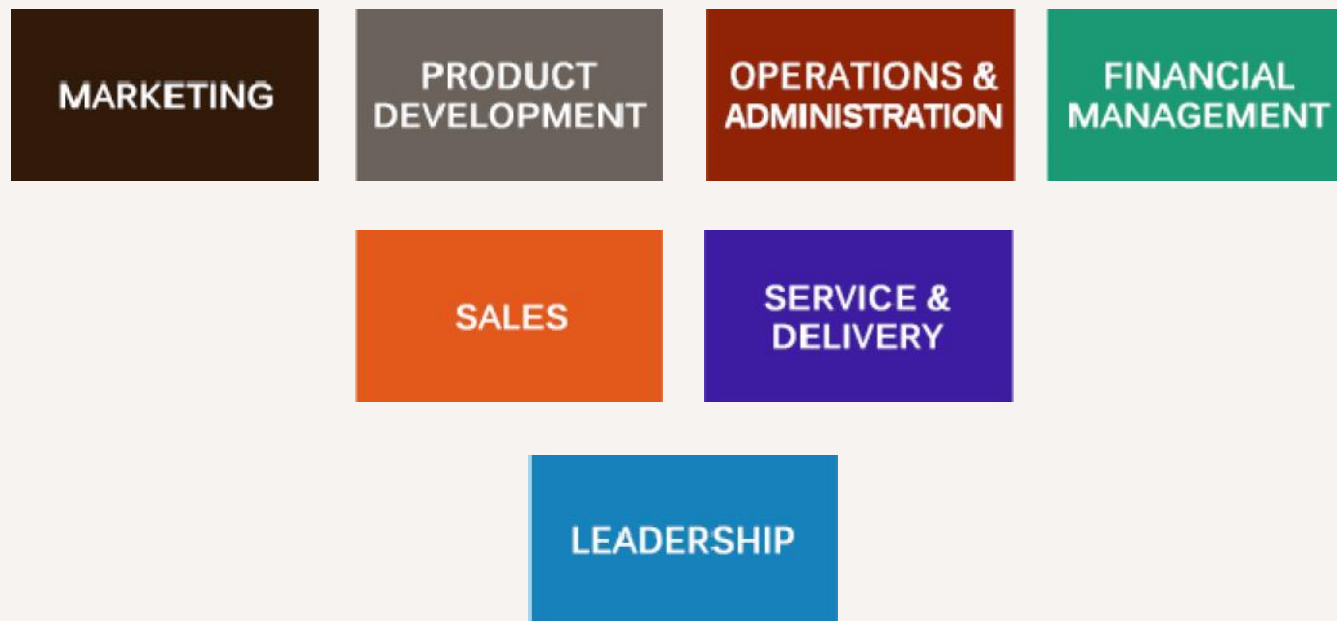 MARKETING
PRODUCT
DEVELOPMENT
OPERATIONS &
ADMINISTRATION
FINANCIAL
MANAGEMENT
SALES
SERVICE &
DELIVERY
LEADERSHIP